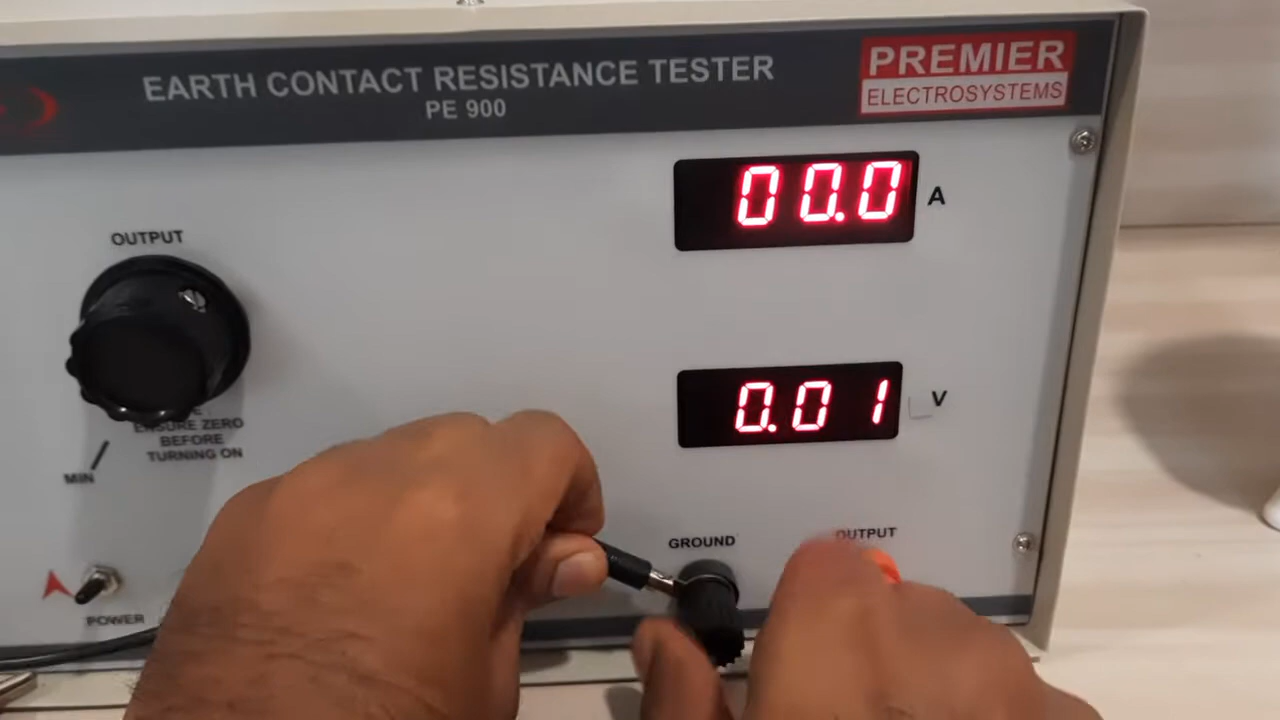 EARTH CONTACT RESISTANCE TESTER
PE 900
PREMIER
ELECTROSYSTEMS
00.0 A
OUTPUT
0.01 V
ENSURE ZERO
BEFORE
TURNING ON
MIN
GROUND
OUTPUT
POWER